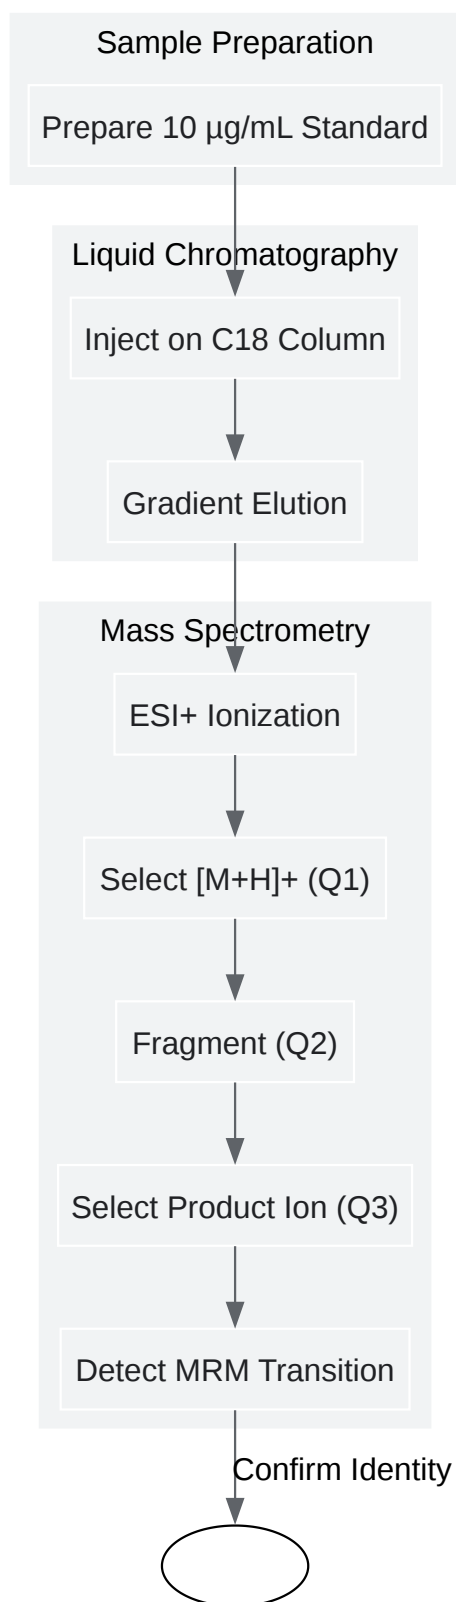 Sample Preparation
Prepare 10 µg/mL Standard
Liquid Chromatography
Inject on C18 Column
Gradient Elution
Mass Spectrometry
ESI+ Ionization
Select [M+H]+ (Q1)
Fragment (Q2)
Select Product Ion (Q3)
Detect MRM Transition
Confirm Identity